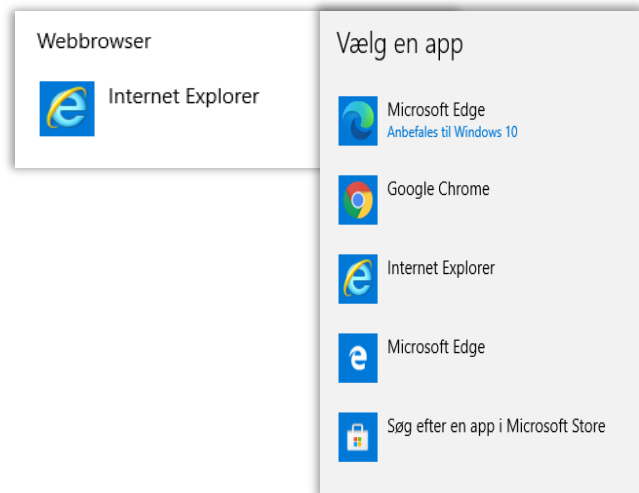 Webbrowser
Internet Explorer
Vælg en app
Microsoft Edge
Anbefales til Windows 10
Google Chrome
Internet Explorer
Microsoft Edge
Søg efter en app i Microsoft Store